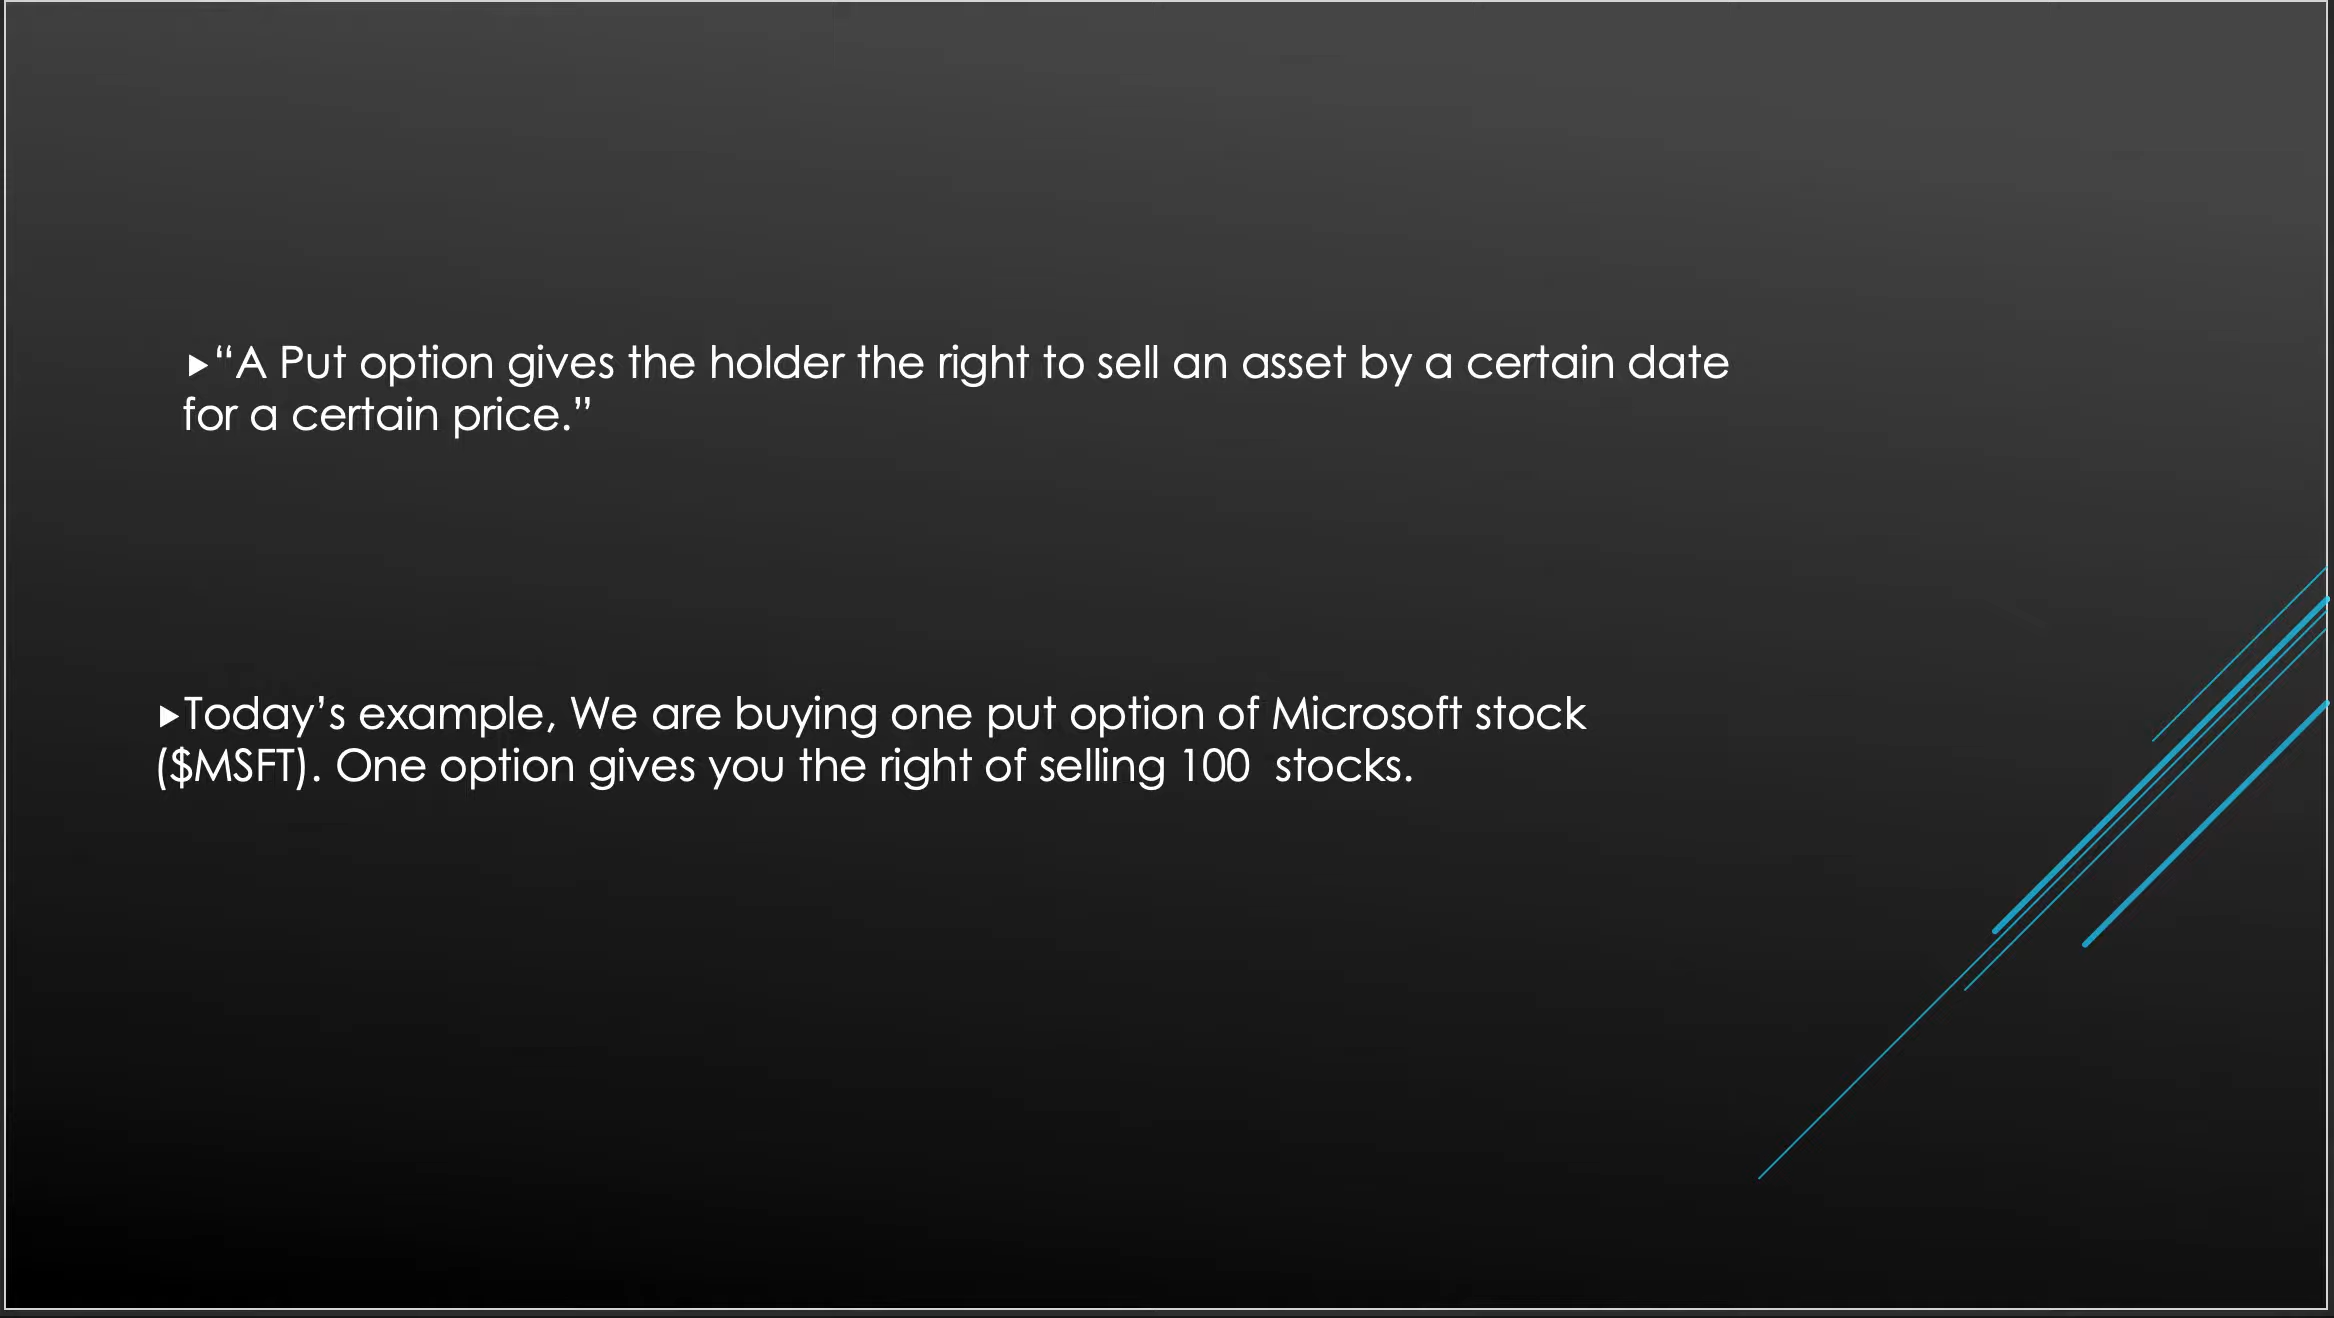 ▶“A Put option gives the holder the right to sell an asset by a certain date
for a certain price.”
▶Today’s example, We are buying one put option of Microsoft stock
($MSFT). One option gives you the right of selling 100  stocks.